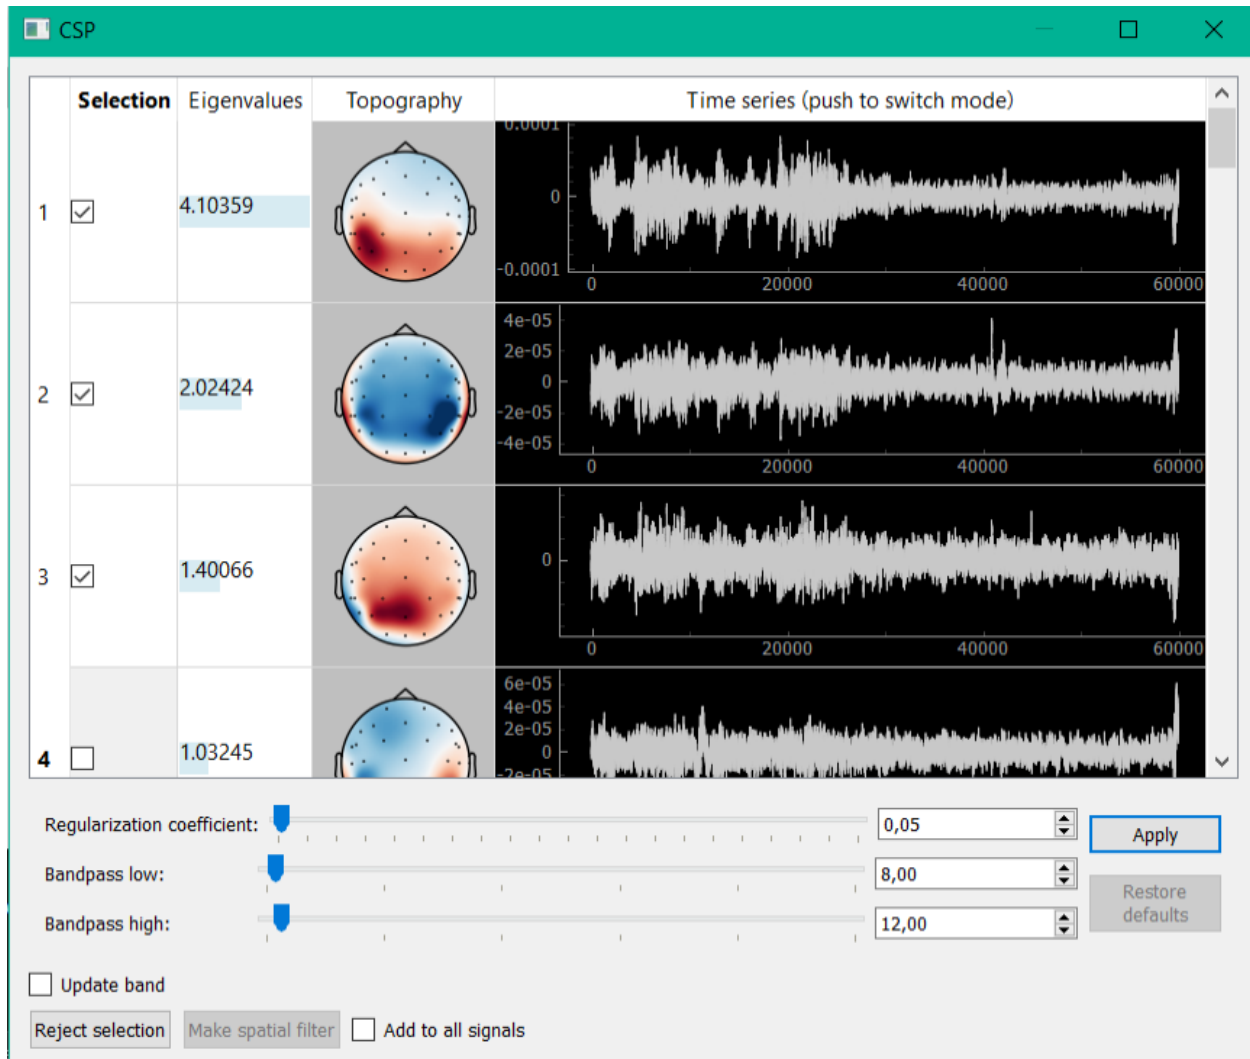 CSP
Selection Eigenvalues Topography Time series (push to switch mode)
1 4.10359
0.0001
0
-0.0001
0 20000 40000 60000
2 2.02424
4e-05
2e-05
0
-2e-05
-4e-05
0 20000 40000 60000
3 1.40066
0
0 20000 40000 60000
4 1.03245
6e-05
4e-05
2e-05
0
-2e-05
Regularization coefficient: 0,05 Apply
Bandpass low: 8,00
Restore defaults
Bandpass high: 12,00
Update band
Reject selection Make spatial filter Add to all signals